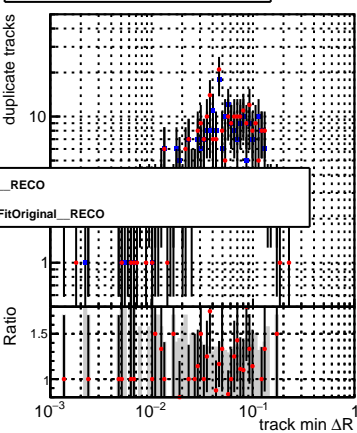 duplicate tracks
10
__RECO
FitOriginal__RECO
1
Ratio
1.5
1
10−3
10−2
10−1
1
track min ΔR